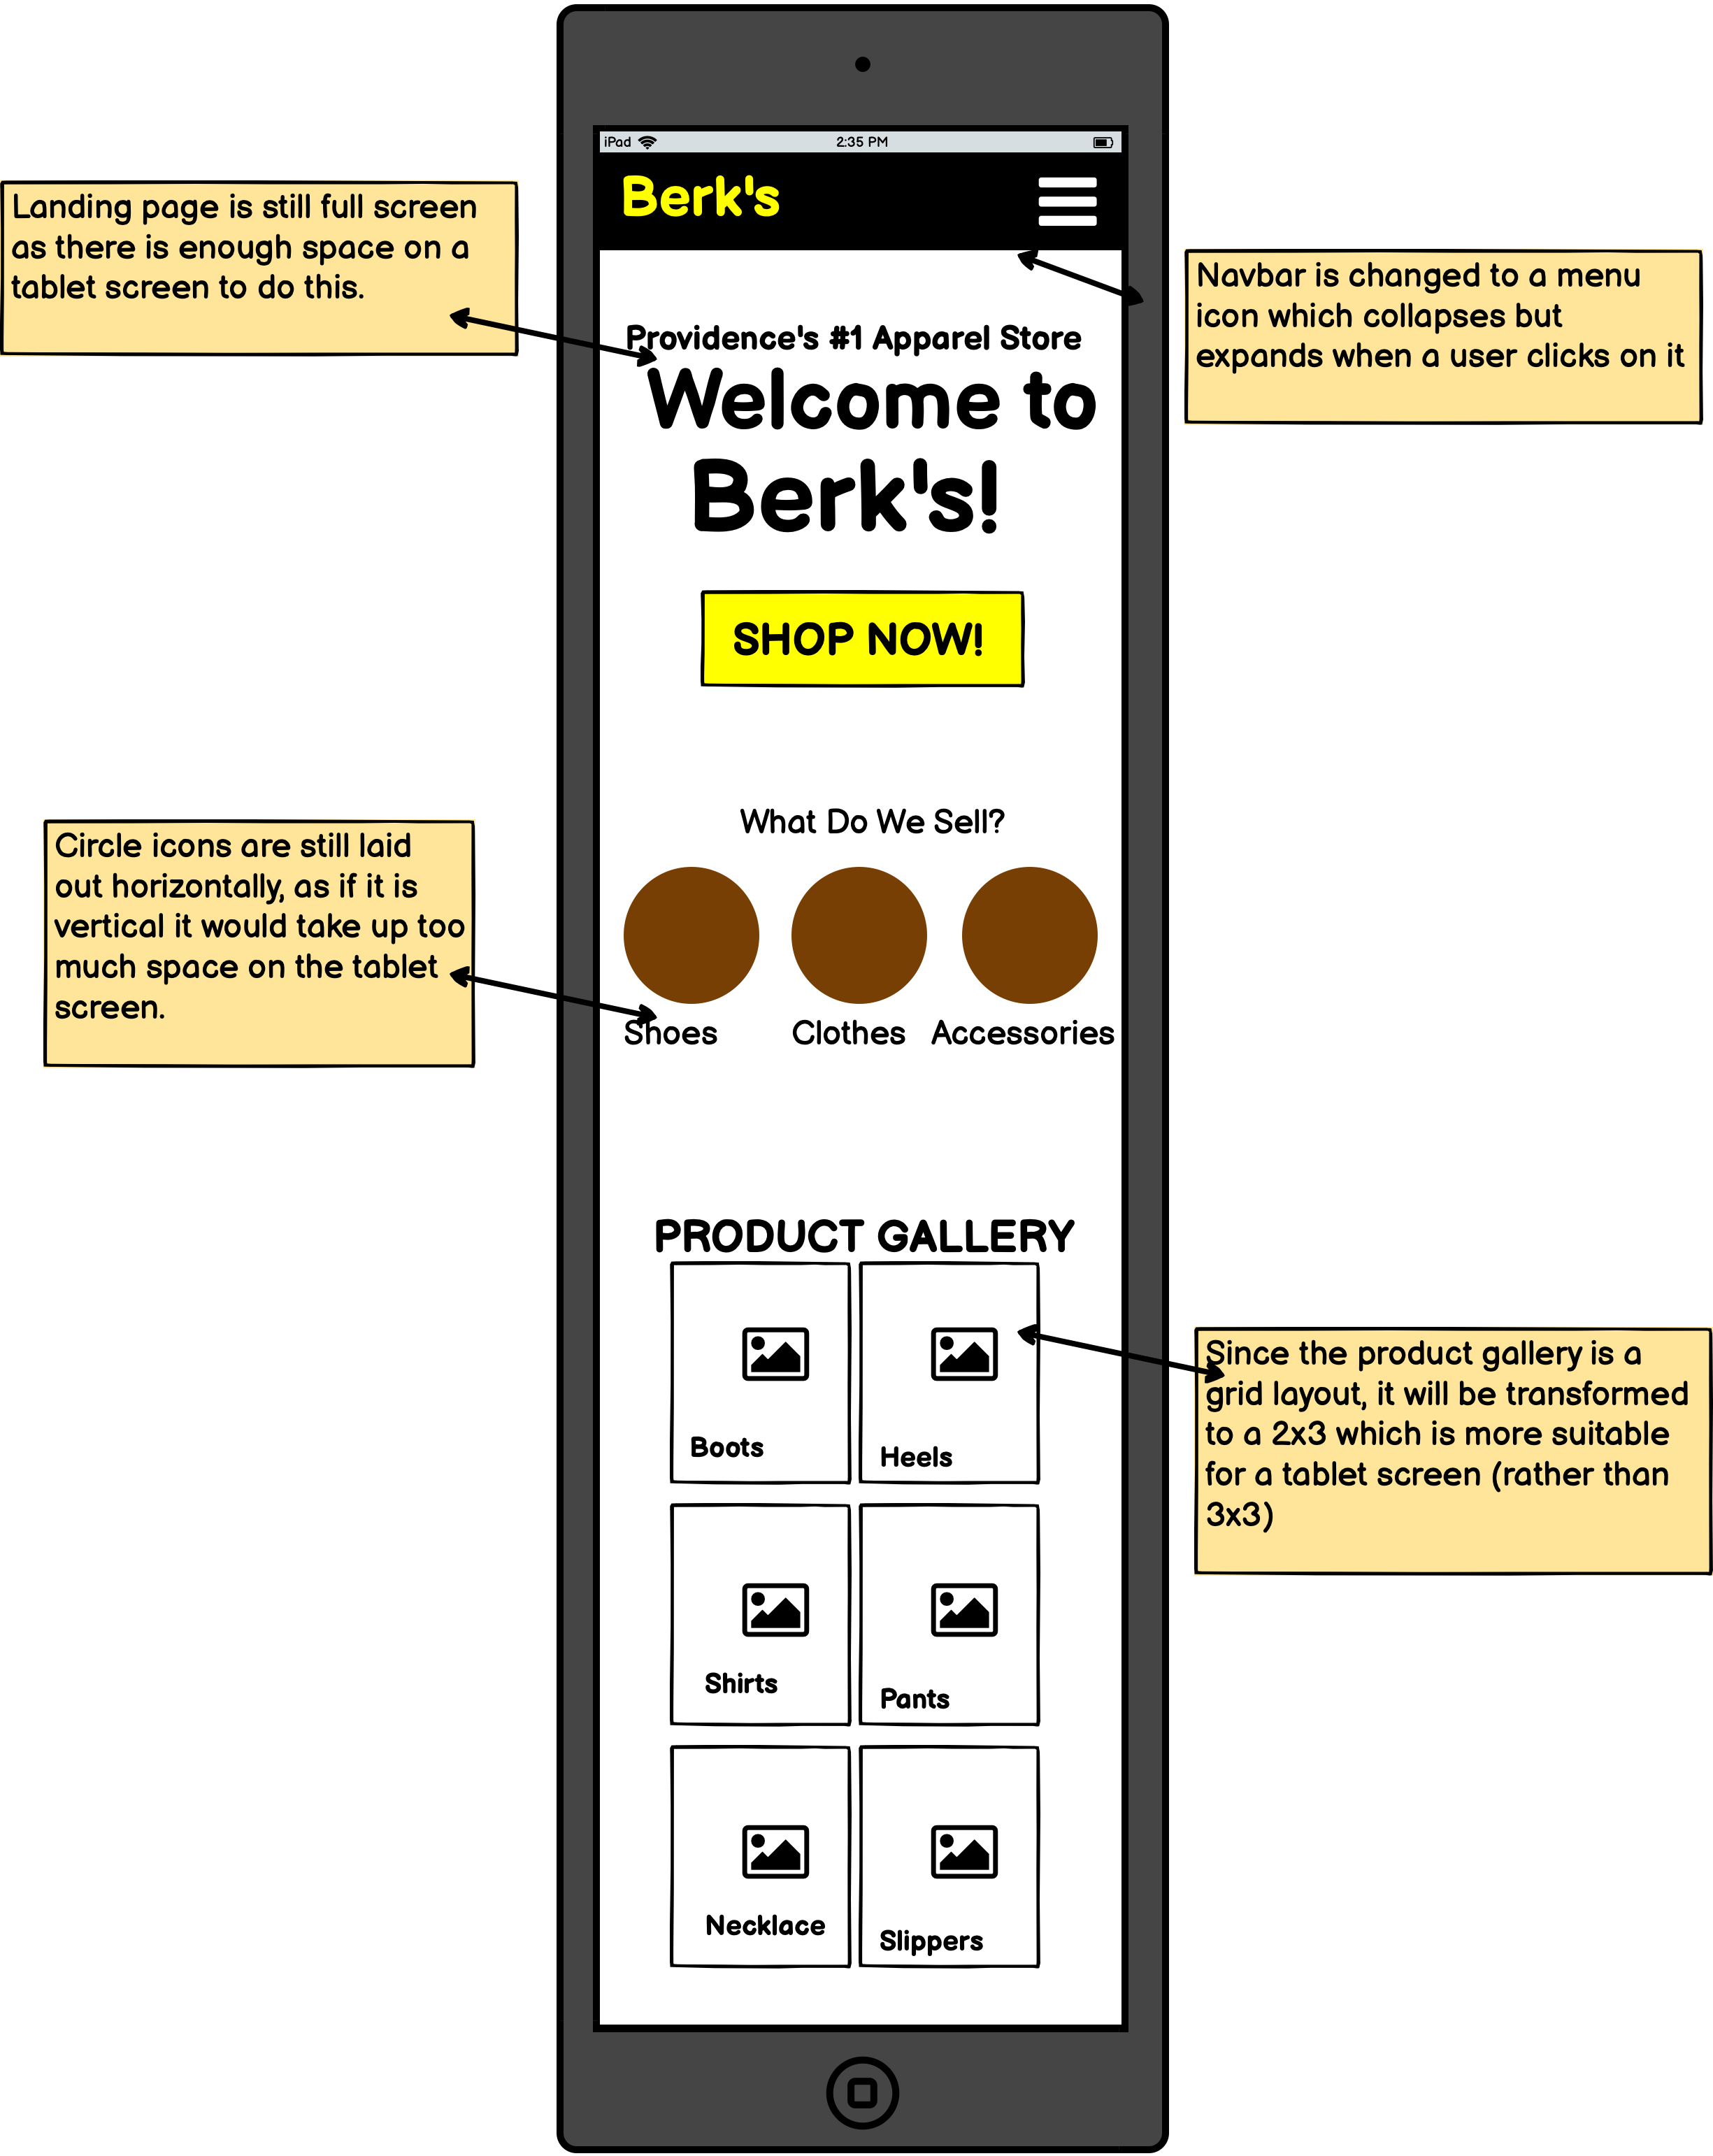 iPad
2:35 PM
Berk's
Landing page is still full screen
as there is enough space on a
tablet screen to do this.
Navbar is changed to a menu
icon which collapses but
expands when a user clicks on it
Providence's #1 Apparel Store
Welcome to
Berk's!
SHOP NOW!
What Do We Sell?
Circle icons are still laid
out horizontally, as if it is
vertical it would take up too
much space on the tablet
screen.
Shoes
Clothes
Accessories
PRODUCT GALLERY
Since the product gallery is a
grid layout, it will be transformed
to a 2x3 which is more suitable
for a tablet screen (rather than
3x3)
Boots
Heels
Shirts
Pants
Necklace
Slippers